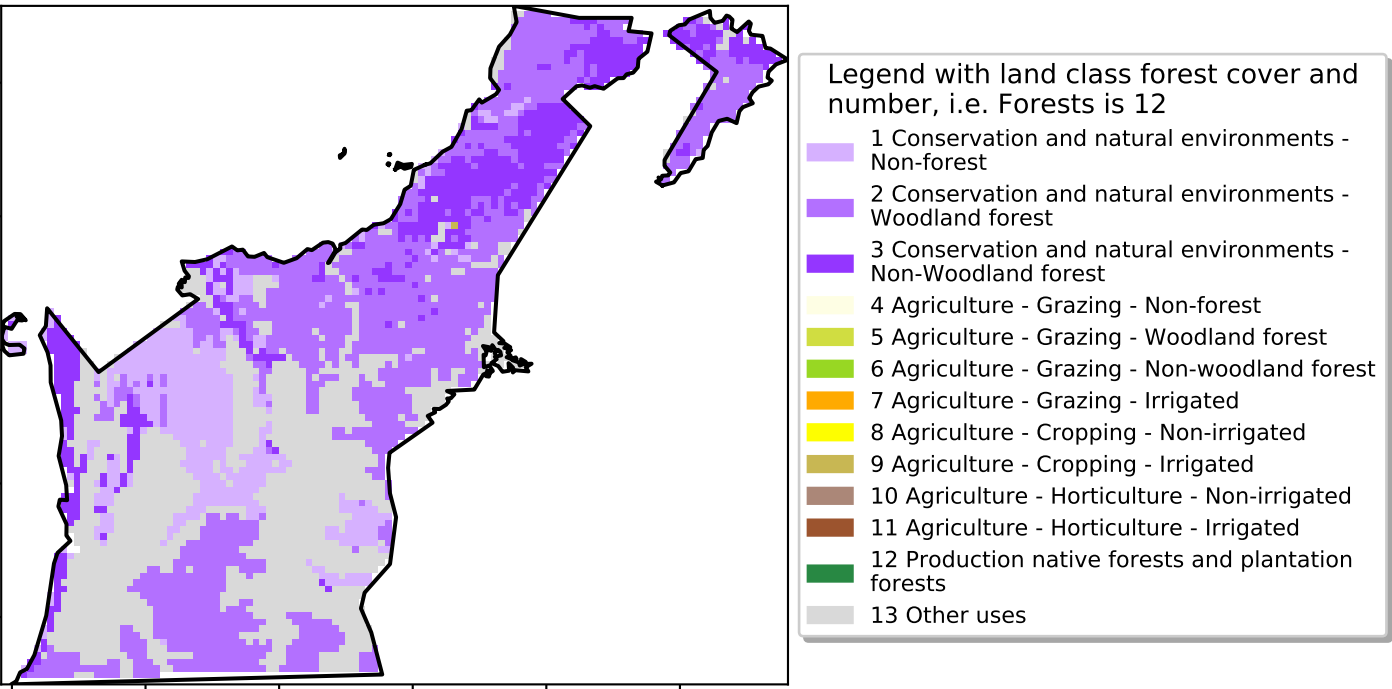 Legend with land class forest cover and
number, i.e. Forests is 12
1 Conservation and natural environments -
Non-forest
2 Conservation and natural environments -
Woodland forest
3 Conservation and natural environments -
Non-Woodland forest
4 Agriculture - Grazing - Non-forest
5 Agriculture - Grazing - Woodland forest
6 Agriculture - Grazing - Non-woodland forest
7 Agriculture - Grazing - Irrigated
8 Agriculture - Cropping - Non-irrigated
9 Agriculture - Cropping - Irrigated
10 Agriculture - Horticulture - Non-irrigated
11 Agriculture - Horticulture - Irrigated
12 Production native forests and plantation
forests
13 Other uses